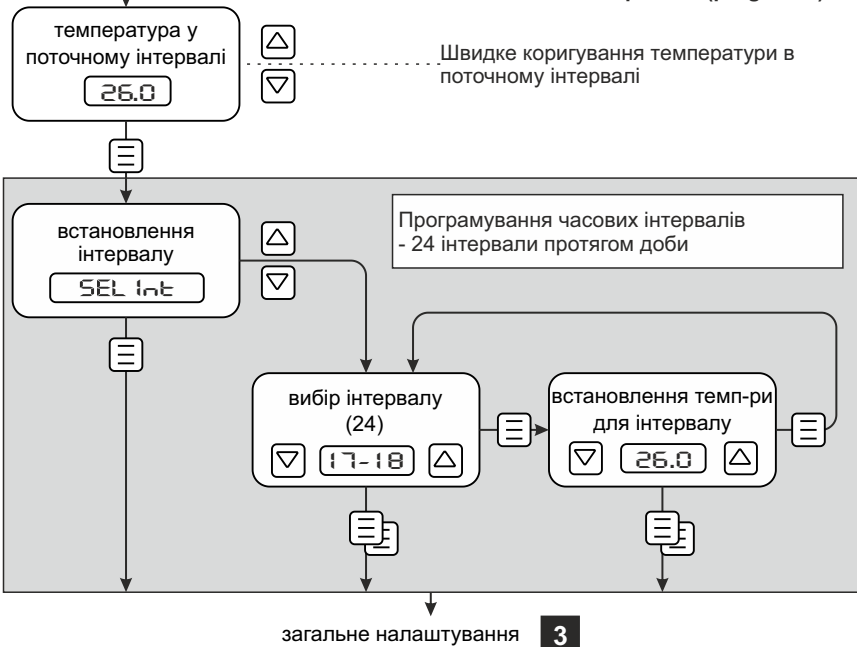 температура у
поточному інтервалі
26.0
Швидке коригування температури в
поточному інтервалі
встановлення
інтервалу
SEL Int
Програмування часових інтервалів
- 24 інтервали протягом доби
вибір інтервалу
(24)
17-18
встановлення темп-ри
для інтервалу
26.0
загальне налаштування 3